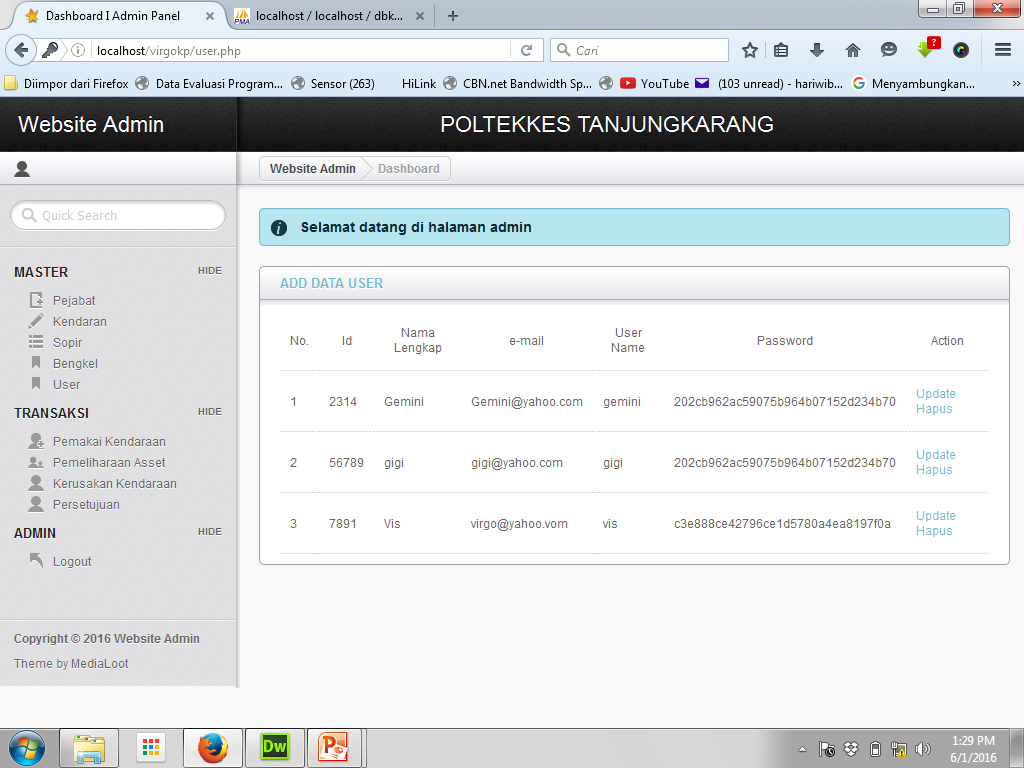 Dashboard I Admin Panel
localhost / localhost / dbk...
PMA
localhost/virgokp/user.php
Cari
?
Diimpor dari Firefox
Data Evaluasi Program...
Sensor (263)
HiLink
CBN.net Bandwidth Sp...
YouTube
(103 unread) - hariwib...
Menyambungkan...
Website Admin
POLTEKKES TANJUNGKARANG
Website Admin
Dashboard
Quick Search
Selamat datang di halaman admin
MASTER
HIDE
Pejabat
Kendaran
Sopir
Bengkel
User
TRANSAKSI
HIDE
Pemakai Kendaraan
Pemeliharaan Asset
Kerusakan Kendaraan
Persetujuan
ADMIN
HIDE
Logout
Copyright © 2016 Website Admin
Theme by MediaLoot
ADD DATA USER
No. Id Nama Lengkap e-mail User Name Password Action
1 2314 Gemini Gemini@yahoo.com gemini 202cb962ac59075b964b07152d234b70 Update Hapus
2 56789 gigi gigi@yahoo.com gigi 202cb962ac59075b964b07152d234b70 Update Hapus
3 7891 Vis virgo@yahoo.vom vis c3e888ce42796ce1d5780a4ea8197f0a Update Hapus
Dw
P
1:29 PM
6/1/2016